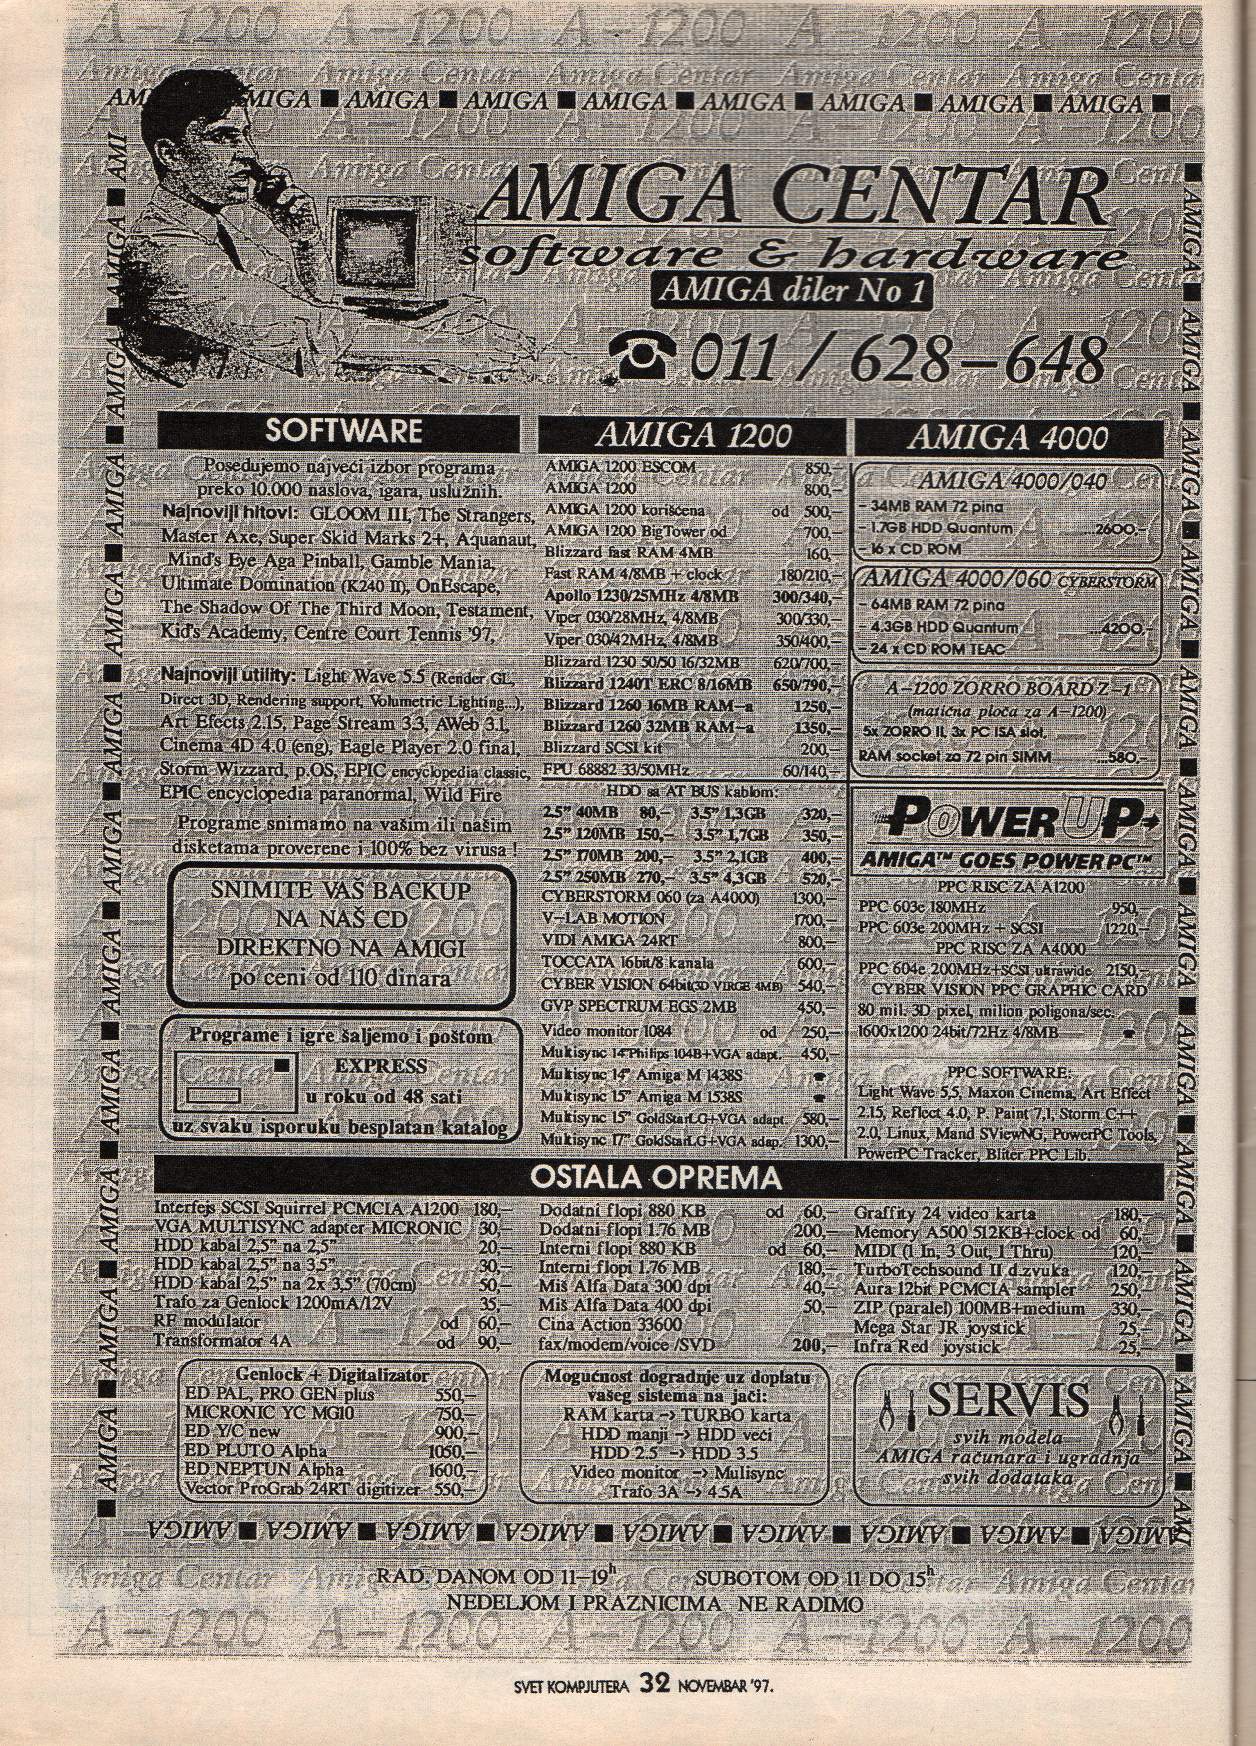 AMIGA ■ AMIGA ■ AMIGA ■ AMIGA ■ AMIGA ■ AMIGA ■ AMIGA ■ AMIGA ■ AMIGA ■
AMIGA CENTAR
software & hardware
AMIGA diler No 1
☎ 011 / 628-648
SOFTWARE
Posedujemo najveći izbor programa
preko 10.000 naslova, igara, uslužnih.
Najnoviji hitovi: GLOOM III, The Strangers,
Master Axe, Super Skid Marks 2+, Aquanaut,
Mind's Eye Aga Pinball, Gamble Mania,
Ultimate Domination (K240 II), OnEscape,
The Shadow Of The Third Moon, Testament,
Kid's Academy, Centre Court Tennis '97,
Najnoviji utility: Light Wave 5.5 (Render GL,
Direct 3D, Rendering support, Volumetric Lighting...),
Art Efects 2.15, Page Stream 3.3, AWeb 3.1,
Cinema 4D 4.0 (eng), Eagle Player 2.0 final,
Storm Wizzard, p.OS, EPIC encyclopedia classic,
EPIC encyclopedia paranormal, Wild Fire
Programe snimamo na vašim ili našim
disketama proverene i 100% bez virusa !
SNIMITE VAŠ BACKUP
NA NAŠ CD
DIREKTNO NA AMIGI
po ceni od 110 dinara
Programe i igre šaljemo i poštom
EXPRESS
u roku od 48 sati
uz svaku isporuku besplatan katalog
AMIGA 1200
AMIGA 1200 ESCOM 850,-
AMIGA 1200 800,-
AMIGA 1200 korišćena od 500,-
AMIGA 1200 BigTower od 700,-
Blizzard fast RAM 4MB 160,
Fast RAM 4/8MB + clock 180/210,-
Apollo 1230/25MHz 4/8MB 300/340,-
Viper 030/28MHz, 4/8MB 300/330,-
Viper 030/42MHz, 4/8MB 350/400,-
Blizzard 1230 50/50 16/32MB 620/700,-
Blizzard 1240T ERC 8/16MB 650/790,-
Blizzard 1260 16MB RAM-a 1250,-
Blizzard 1260 32MB RAM-a 1350,-
Blizzard SCSI kit 200,-
FPU 68882 33/50MHz 60/140,-
HDD sa AT BUS kablom:
2.5" 40MB 80,- 3.5" 1,3GB 320,-
2.5" 120MB 150,- 3.5" 1,7GB 350,-
2.5" 170MB 200,- 3.5" 2,1GB 400,-
2.5" 250MB 270,- 3.5" 4,3GB 520,-
CYBERSTORM 060 (za A4000) 1300,-
V-LAB MOTION 1700,-
VIDI AMIGA 24RT 800,-
TOCCATA 16bit/8 kanala 600,-
CYBER VISION 64bit(3D VIRGE 4MB) 540,-
GVP SPECTRUM EGS 2MB 450,-
Video monitor 1084 od 250,-
Multisync 14"Philips 104B+VGA adapt. 450,-
Multisync 14" Amiga M 1438S ☎
Multisync 15" Amiga M 1538S ☎
Multisync 15" GoldStarLG+VGA adapt. 580,-
Multisync 17" GoldStarLG+VGA adap. 1300,-
AMIGA 4000
AMIGA 4000/040
- 34MB RAM 72 pina
- 1.7GB HDD Quantum ...2600,-
- 16 x CD ROM
AMIGA 4000/060 CYBERSTORM
- 64MB RAM 72 pina
- 4.3GB HDD Quantum ...4200,-
- 24 x CD ROM TEAC
A-1200 ZORRO BOARD Z-1
(matična ploča za A-1200)
5x ZORRO II, 3x PC ISA slot,
RAM socket za 72 pin SIMM ...580,-
POWERUP
AMIGA™ GOES POWERPC™
PPC RISC ZA A1200
PPC 603e 180MHz 950,
PPC 603e 200MHz + SCSI 1220,-
PPC RISC ZA A4000
PPC 604e 200MHz+SCSI ultrawide 2150,-
CYBER VISION PPC GRAPHIC CARD
80 mil. 3D pixel, milion poligona/sec.
1600x1200 24bit/72Hz 4/8MB ☎
PPC SOFTWARE:
Light Wave 5,5, Maxon Cinema, Art Effect
2.15, Reflect 4.0, P. Paint 7,1, Storm C++
2.0, Linux, Mand SViewNG, PowerPC Tools,
PowerPC Tracker, Bliter PPC Lib.
OSTALA OPREMA
Interfejs SCSI Squirrel PCMCIA A1200 180,-
VGA MULTISYNC adapter MICRONIC 30,-
HDD kabal 2,5" na 2,5" 20,-
HDD kabal 2,5" na 3,5" 30,-
HDD kabal 2,5" na 2x 3,5" (70cm) 50,-
Trafo za Genlock 1200mA/12V 35,-
RF modulator od 60,-
Transformator 4A od 90,-
Dodatni flopi 880 KB od 60,-
Dodatni flopi 1.76 MB 200,-
Interni flopi 880 KB od 60,-
Interni flopi 1.76 MB 180,-
Miš Alfa Data 300 dpi 40,-
Miš Alfa Data 400 dpi 50,-
Cina Action 33600
fax/modem/voice /SVD 200,-
Graffity 24 video karta 180,-
Memory A500 512KB+clock od 60,-
MIDI (1 In, 3 Out, 1 Thru) 120,-
TurboTechsound II d.zvuka 120,-
Aura 12bit PCMCIA sampler 250,-
ZIP (paralel) 100MB+medium 330,-
Mega Star JR joystick 25,-
Infra Red joystick 25,-
Genlock + Digitalizator
ED PAL, PRO GEN plus 550,-
MICRONIC YC MG10 750,-
ED Y/C new 900,-
ED PLUTO Alpha 1050,-
ED NEPTUN Alpha 1600,-
Vector ProGrab 24RT digitizer 550,-
Mogućnost dogradnje uz doplatu
vašeg sistema na jači:
RAM karta -> TURBO karta
HDD manji -> HDD veći
HDD 2.5 -> HDD 3.5
Video monitor -> Mulisync
Trafo 3A -> 4.5A
SERVIS
svih modela
AMIGA računara i ugradnja
svih dodataka
AMIGA ■ AMIGA ■ AMIGA ■ AMIGA ■ AMIGA ■ AMIGA ■ AMIGA ■ AMIGA ■ AMIGA
RAD. DANOM OD 11-19h SUBOTOM OD 11 DO 15h
NEDELJOM I PRAZNICIMA NE RADIMO
SVET KOMPJUTERA 32 NOVEMBAR '97.